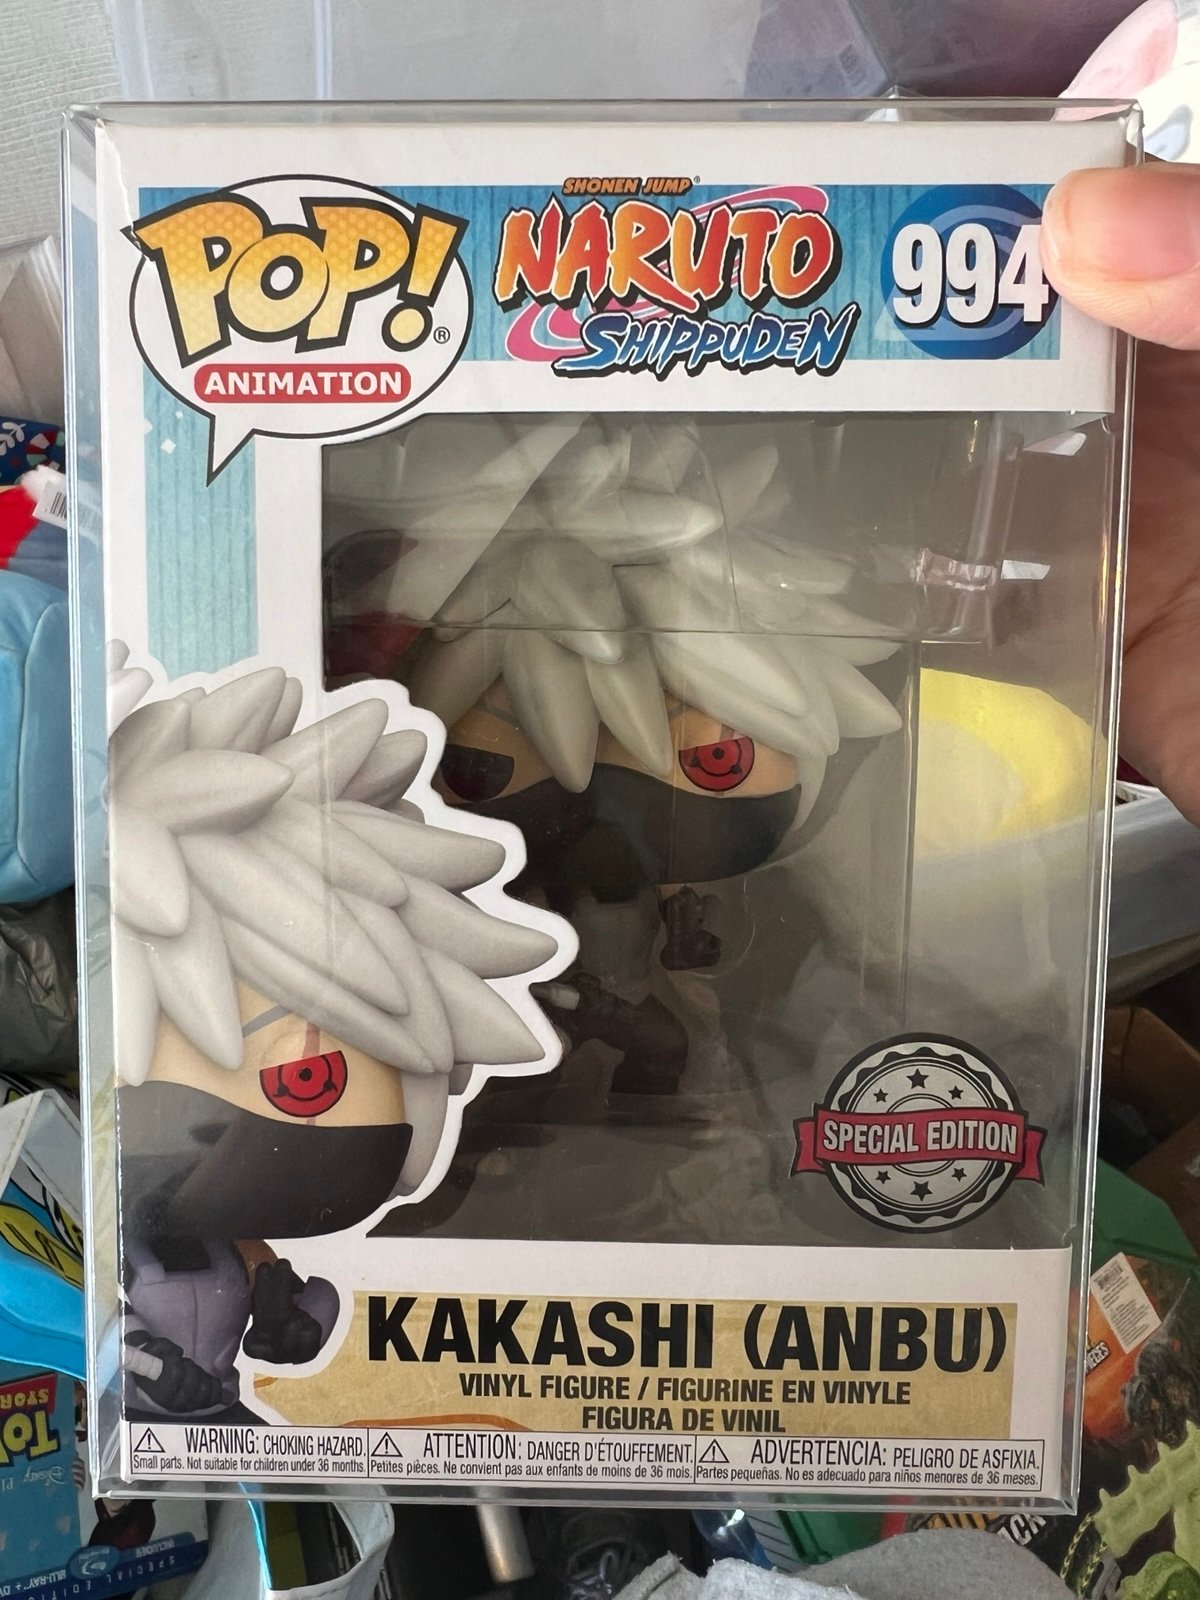 SHONEN JUMP®
POP!®
ANIMATION
NARUTO
SHIPPUDEN
994
SPECIAL EDITION
KAKASHI (ANBU)
VINYL FIGURE / FIGURINE EN VINYLE
FIGURA DE VINIL
WARNING: CHOKING HAZARD.
Small parts. Not suitable for children under 36 months.
ATTENTION: DANGER D'ÉTOUFFEMENT.
Petites pièces. Ne convient pas aux enfants de moins de 36 mois.
ADVERTENCIA: PELIGRO DE ASFIXIA.
Partes pequeñas. No es adecuado para niños menores de 36 meses.